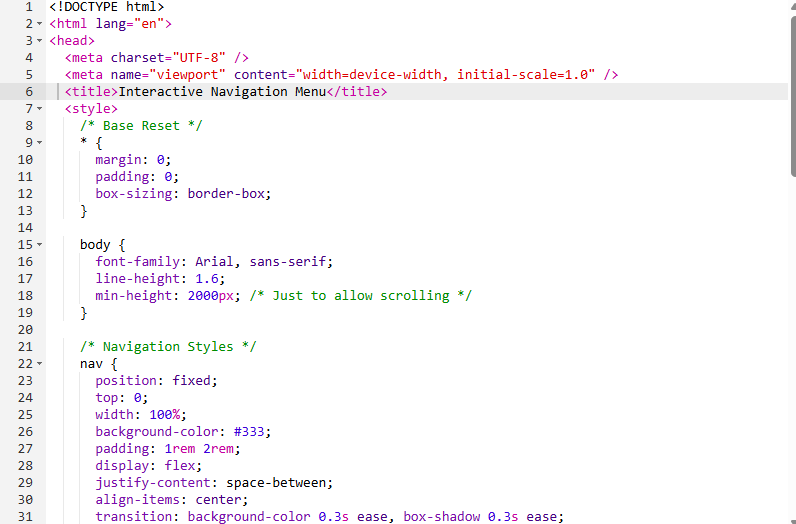 1 <!DOCTYPE html>
2 <html lang="en">
3 <head>
4 <meta charset="UTF-8" />
5 <meta name="viewport" content="width=device-width, initial-scale=1.0" />
6 <title>Interactive Navigation Menu</title>
7 <style>
8 /* Base Reset */
9 * {
10 margin: 0;
11 padding: 0;
12 box-sizing: border-box;
13 }
14
15 body {
16 font-family: Arial, sans-serif;
17 line-height: 1.6;
18 min-height: 2000px; /* Just to allow scrolling */
19 }
20
21 /* Navigation Styles */
22 nav {
23 position: fixed;
24 top: 0;
25 width: 100%;
26 background-color: #333;
27 padding: 1rem 2rem;
28 display: flex;
29 justify-content: space-between;
30 align-items: center;
31 transition: background-color 0.3s ease, box-shadow 0.3s ease;